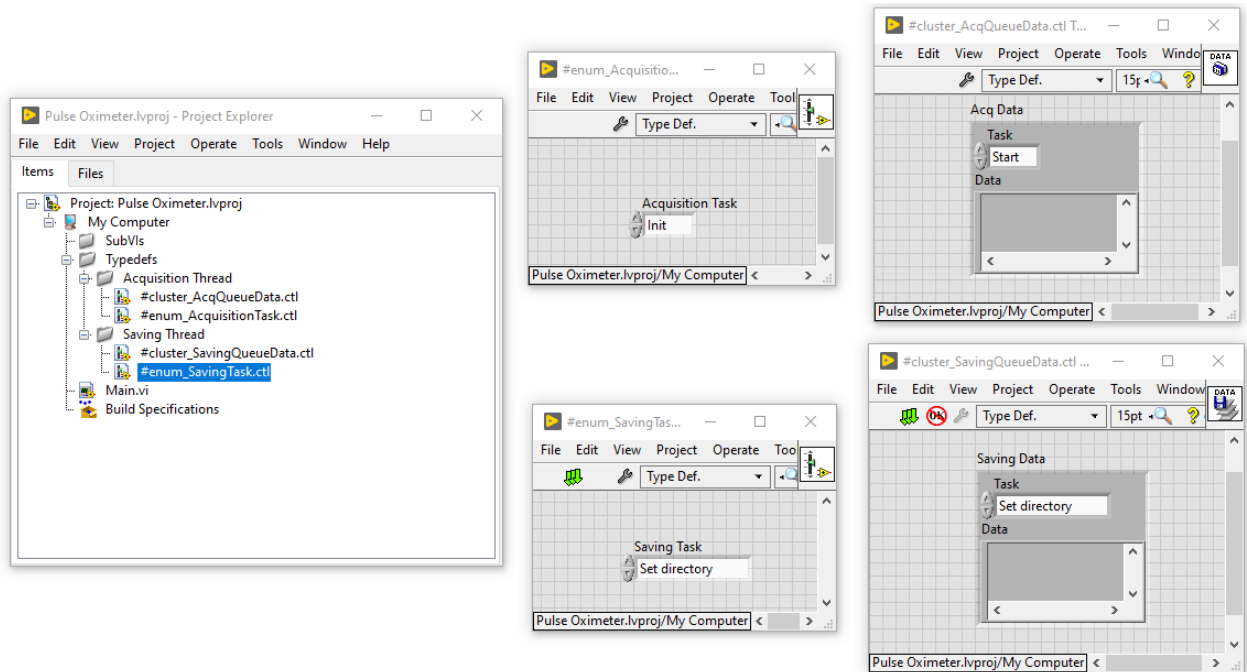 Pulse Oximeter.lvproj - Project Explorer
File Edit View Project Operate Tools Window Help
Items Files
Project: Pulse Oximeter.lvproj
My Computer
SubVIs
Typedefs
Acquisition Thread
#cluster_AcqQueueData.ctl
#enum_AcquisitionTask.ctl
Saving Thread
#cluster_SavingQueueData.ctl
#enum_SavingTask.ctl
Main.vi
Build Specifications
#enum_Acquisitio...
File Edit View Project Operate Tool
Type Def.
Acquisition Task
Init
Pulse Oximeter.lvproj/My Computer
#cluster_AcqQueueData.ctl T...
File Edit View Project Operate Tools Windo
DATA
Type Def. 15p
Acq Data
Task
Start
Data
Pulse Oximeter.lvproj/My Computer
#enum_SavingTas...
File Edit View Project Operate Too
Type Def.
Saving Task
Set directory
Pulse Oximeter.lvproj/My Computer
#cluster_SavingQueueData.ctl ...
File Edit View Project Operate Tools Window
DATA
OK Type Def. 15pt
Saving Data
Task
Set directory
Data
Pulse Oximeter.lvproj/My Computer